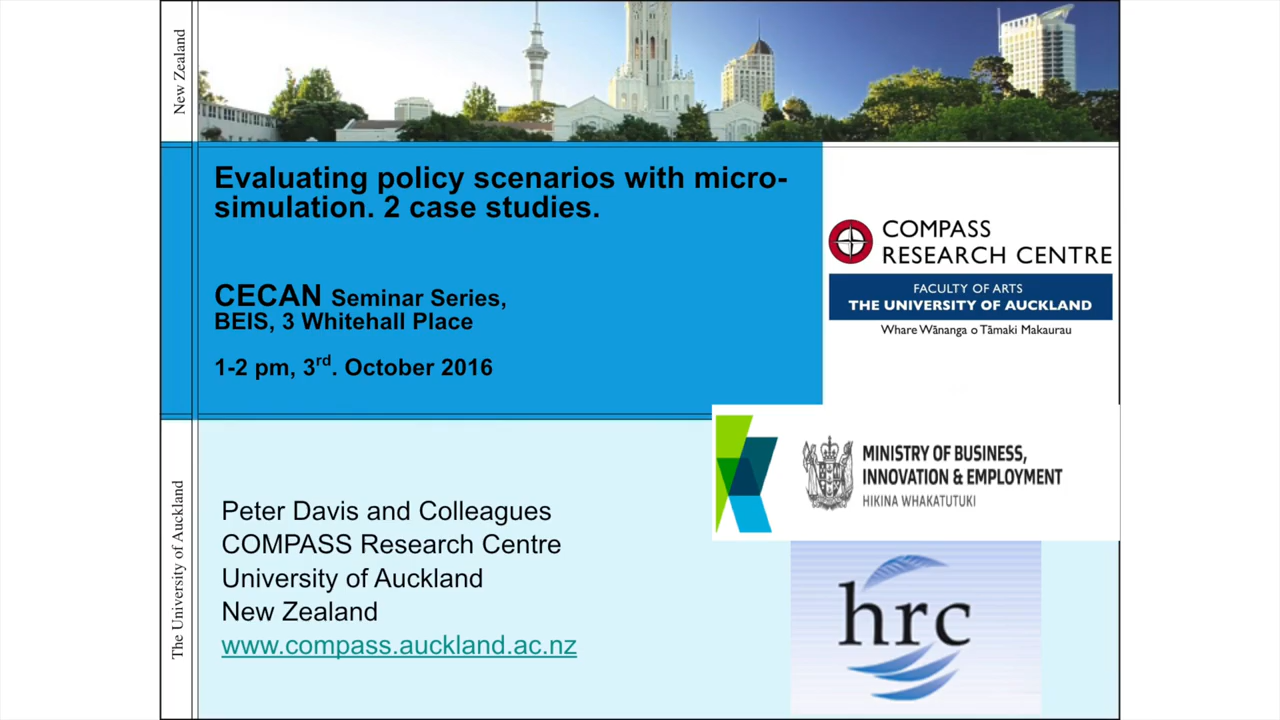 New Zealand
Evaluating policy scenarios with micro-
simulation. 2 case studies.
CECAN Seminar Series,
BEIS, 3 Whitehall Place
1-2 pm, 3rd. October 2016
COMPASS
RESEARCH CENTRE
FACULTY OF ARTS
THE UNIVERSITY OF AUCKLAND
Whare Wānanga o Tāmaki Makaurau
MINISTRY OF BUSINESS,
INNOVATION & EMPLOYMENT
HIKINA WHAKATUTUKI
The University of Auckland
Peter Davis and Colleagues
COMPASS Research Centre
University of Auckland
New Zealand
www.compass.auckland.ac.nz
hrc